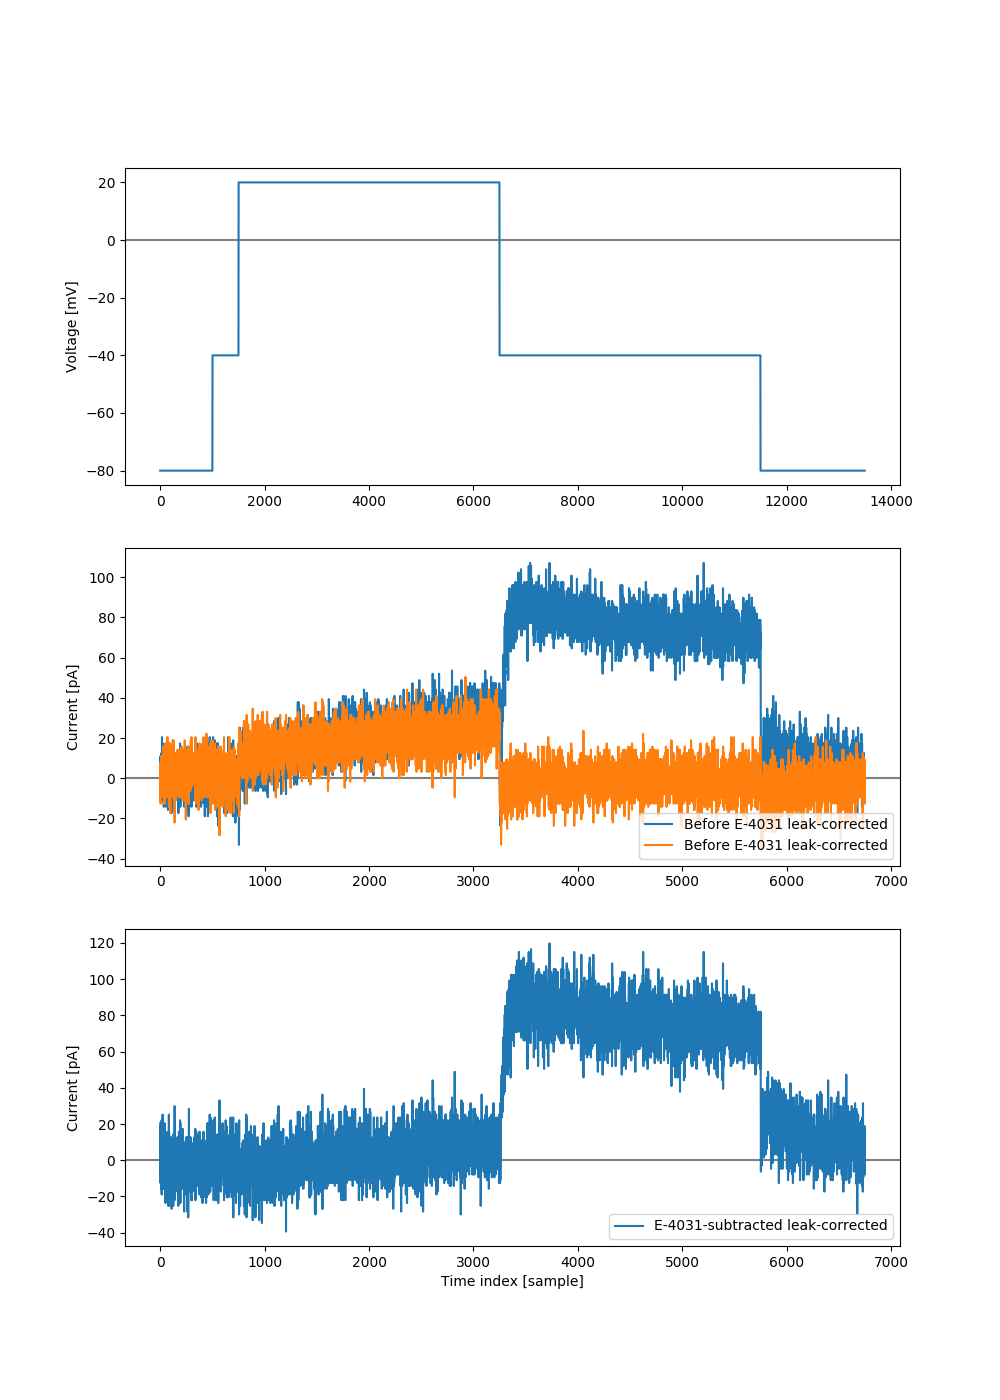 20
0
−20
−40
−60
−80
Voltage [mV]
0 2000 4000 6000 8000 10000 12000 14000
100
80
60
40
20
0
−20
−40
Current [pA]
Before E-4031 leak-corrected
Before E-4031 leak-corrected
0 1000 2000 3000 4000 5000 6000 7000
120
100
80
60
40
20
0
−20
−40
Current [pA]
E-4031-subtracted leak-corrected
0 1000 2000 3000 4000 5000 6000 7000
Time index [sample]